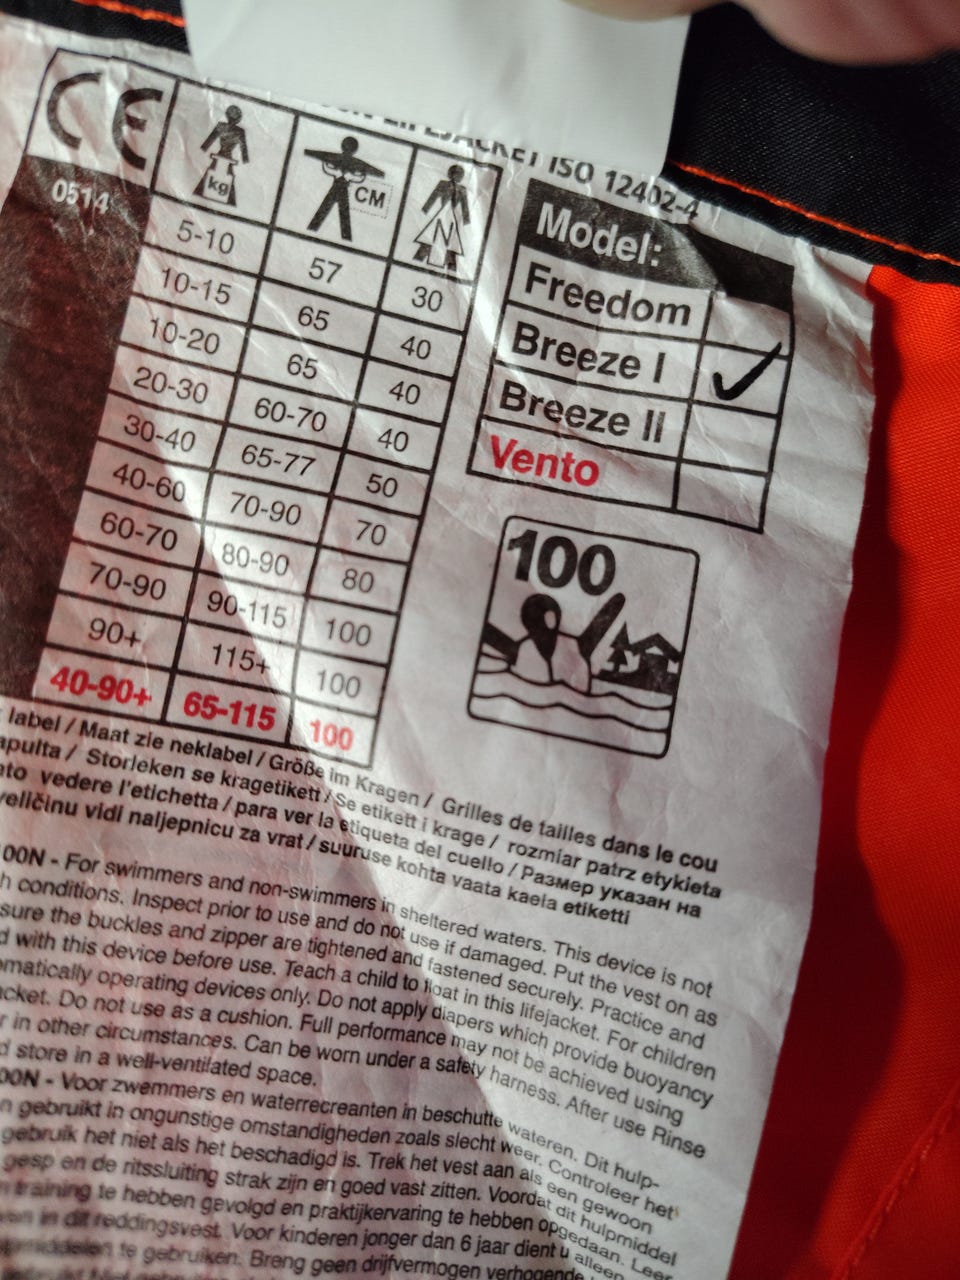 LIFEJACKET ISO 12402-4
CE
0514
kg CM N
5-10 57 30
10-15 65 40
10-20 65 40
20-30 60-70 40
30-40 65-77 50
40-60 70-90 70
60-70 80-90 80
70-90 90-115 100
90+ 115+ 100
40-90+ 65-115 100
Model:
Freedom
Breeze I ✓
Breeze II
Vento
100
label / Maat zie neklabel / Größe im Kragen / Grilles de tailles dans le cou
Storleken se kragetikett / Se etikett i krage / rozmiar patrz etykieta
vedere l'etichetta / para ver la etiqueta del cuello / Размер указан на
veličinu vidi naljepnicu za vrat / suuruse kohta vaata kaela etiketti
00N - For swimmers and non-swimmers in sheltered waters. This device is not
conditions. Inspect prior to use and do not use if damaged. Put the vest on as
sure the buckles and zipper are tightened and fastened securely. Practice and
with this device before use. Teach a child to float in this lifejacket. For children
operating devices only. Do not apply diapers which provide buoyancy
Do not use as a cushion. Full performance may not be achieved using
in other circumstances. Can be worn under a safety harness. After use Rinse
store in a well-ventilated space.
00N - Voor zwemmers en waterrecreanten in beschutte wateren. Dit hulp-
gebruikt in ongunstige omstandigheden zoals slecht weer. Controleer het
gebruik het niet als het beschadigd is. Trek het vest aan als een gewoon
gesp en de ritssluiting strak zijn en goed vast zitten. Voordat dit hulpmiddel
training te hebben gevolgd en praktijkervaring te hebben opgedaan. Leer
in dit reddingsvest. Voor kinderen jonger dan 6 jaar dient u alleen
te gebruiken. Breng geen drijfvermogen verhogende